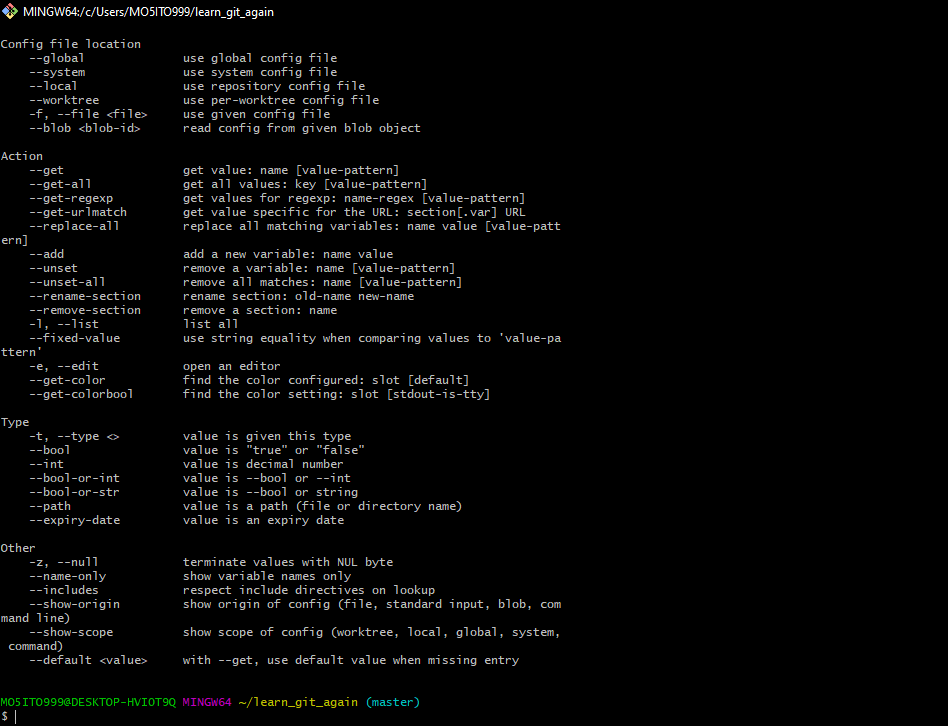 MINGW64:/c/Users/MO5ITO999/learn_git_again
Config file location
    --global              use global config file
    --system              use system config file
    --local               use repository config file
    --worktree            use per-worktree config file
    -f, --file <file>     use given config file
    --blob <blob-id>      read config from given blob object
Action
    --get                 get value: name [value-pattern]
    --get-all             get all values: key [value-pattern]
    --get-regexp          get values for regexp: name-regex [value-pattern]
    --get-urlmatch        get value specific for the URL: section[.var] URL
    --replace-all         replace all matching variables: name value [value-patt
ern]
    --add                 add a new variable: name value
    --unset               remove a variable: name [value-pattern]
    --unset-all           remove all matches: name [value-pattern]
    --rename-section      rename section: old-name new-name
    --remove-section      remove a section: name
    -l, --list            list all
    --fixed-value         use string equality when comparing values to 'value-pa
ttern'
    -e, --edit            open an editor
    --get-color           find the color configured: slot [default]
    --get-colorbool       find the color setting: slot [stdout-is-tty]
Type
    -t, --type <>         value is given this type
    --bool                value is "true" or "false"
    --int                 value is decimal number
    --bool-or-int         value is --bool or --int
    --bool-or-str         value is --bool or string
    --path                value is a path (file or directory name)
    --expiry-date         value is an expiry date
Other
    -z, --null            terminate values with NUL byte
    --name-only           show variable names only
    --includes            respect include directives on lookup
    --show-origin         show origin of config (file, standard input, blob, com
mand line)
    --show-scope          show scope of config (worktree, local, global, system,
 command)
    --default <value>     with --get, use default value when missing entry
MO5ITO999@DESKTOP-HVIOT9Q MINGW64 ~/learn_git_again (master)
$